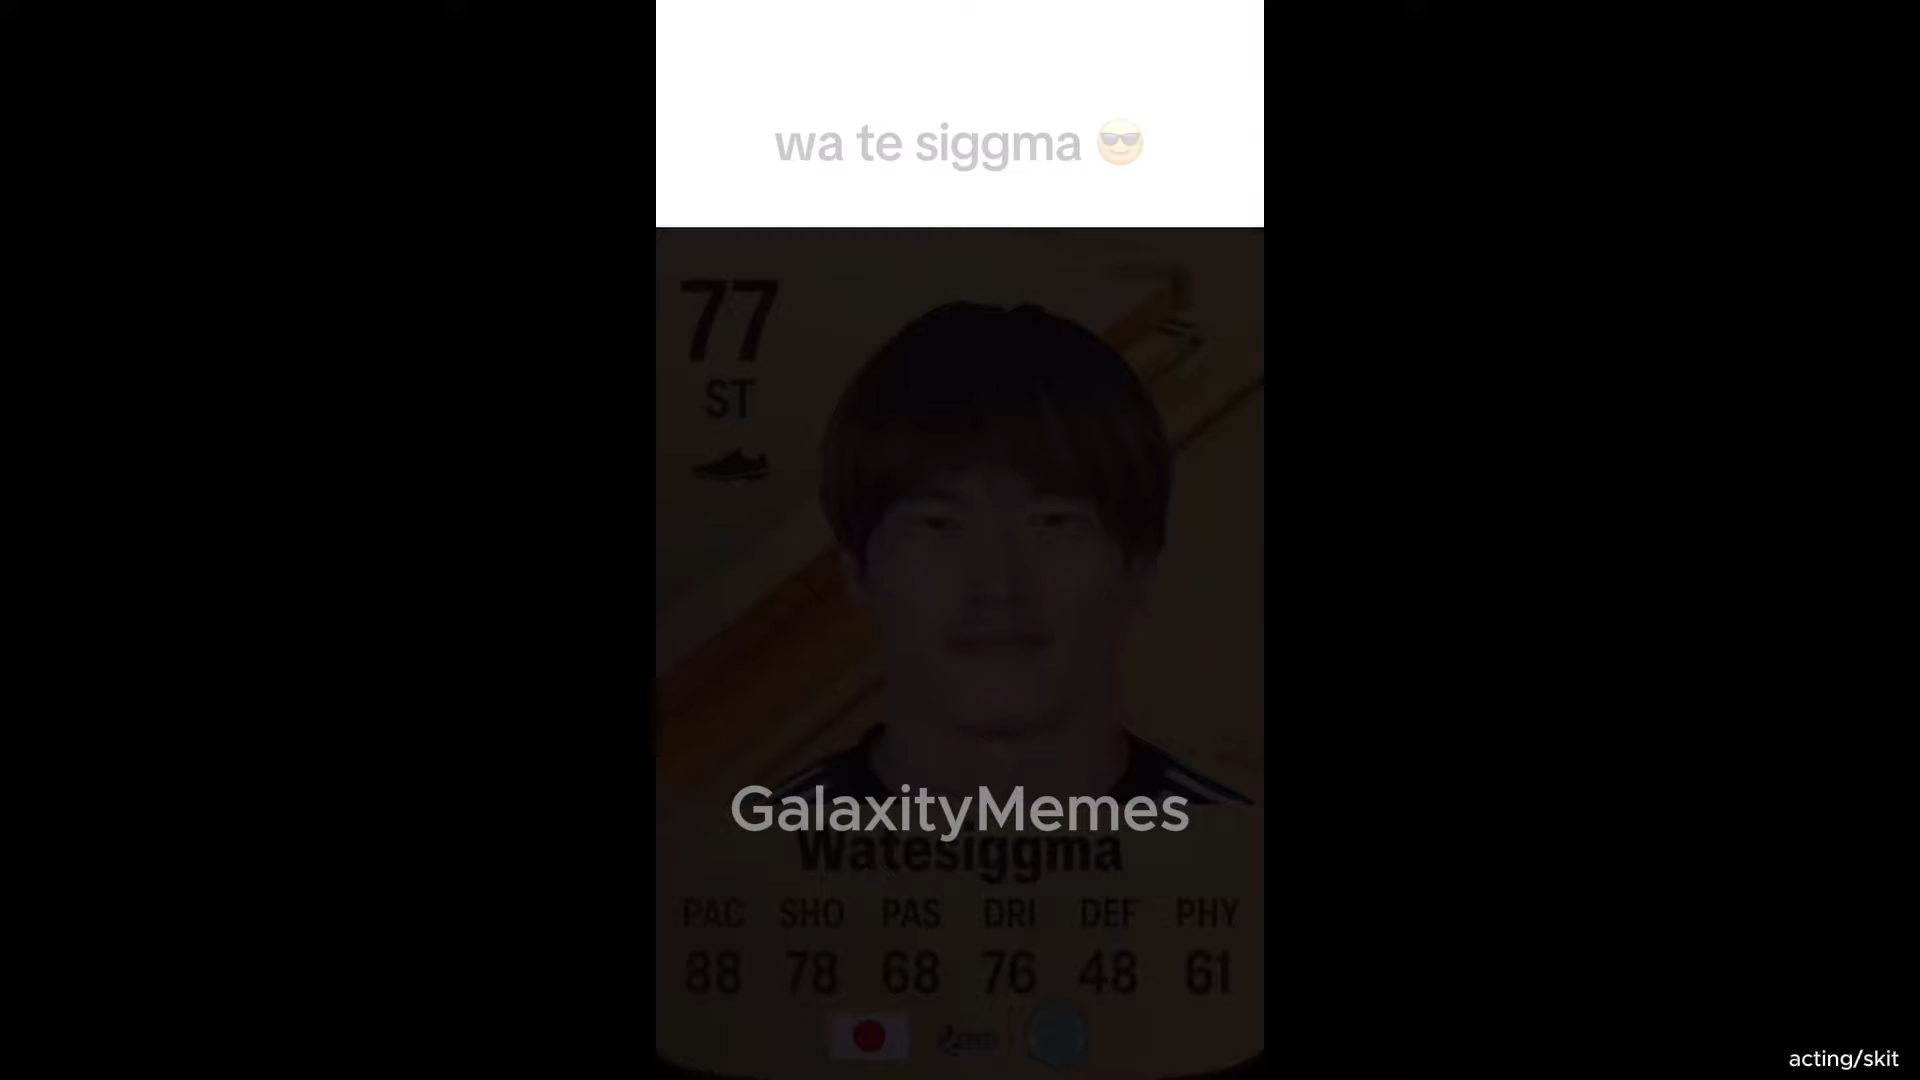 wa te siggma 😎
77
ST
GalaxityMemes
Watesiggma
PAC SHO PAS DRI DEF PHY
88 78 68 76 48 61
acting/skit